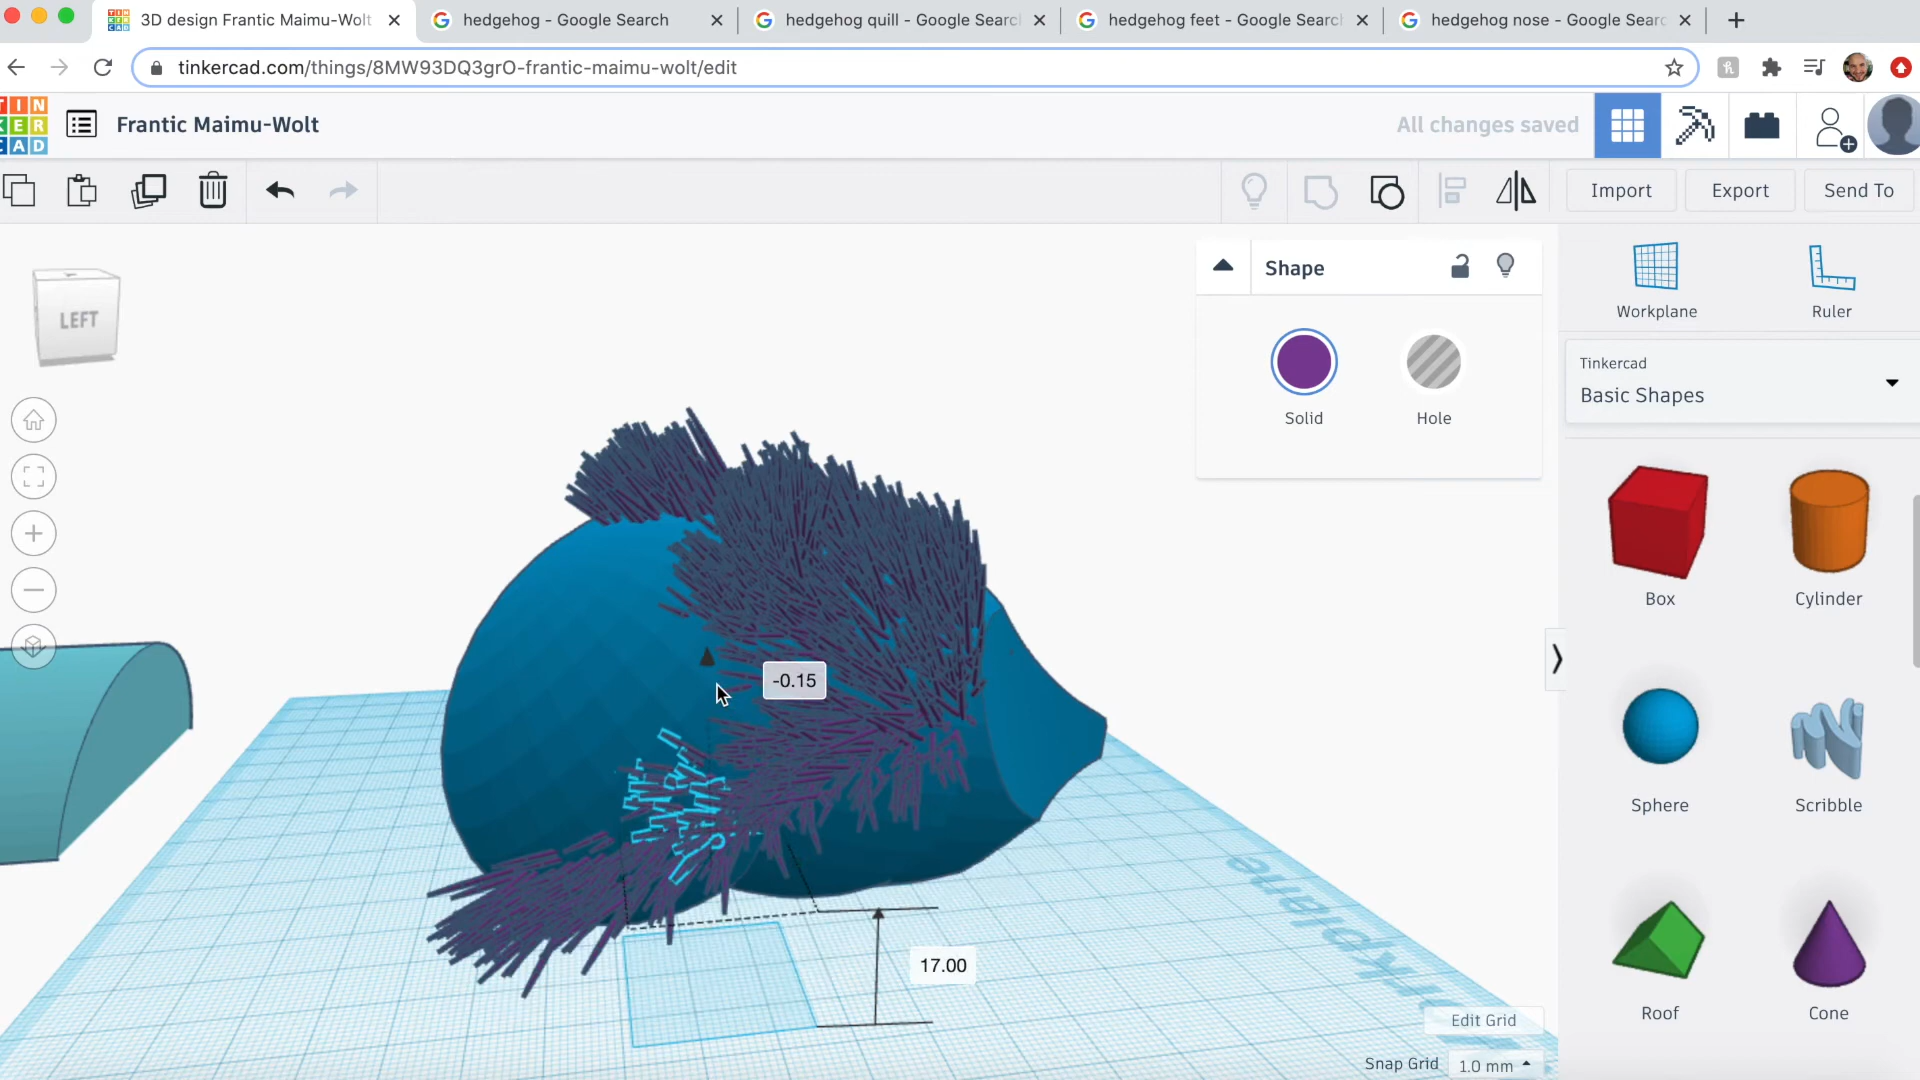 3D design Frantic Maimu-Wolt
hedgehog - Google Search
hedgehog quill - Google Searc
hedgehog feet - Google Searc
hedgehog nose - Google Searc
tinkercad.com/things/8MW93DQ3grO-frantic-maimu-wolt/edit
TIN
KER
CAD
Frantic Maimu-Wolt
All changes saved
Import
Export
Send To
LEFT
Shape
Solid
Hole
Workplane
Ruler
Tinkercad
Basic Shapes
Box
Cylinder
Sphere
Scribble
Roof
Cone
-0.15
17.00
Workplane
Edit Grid
Snap Grid
1.0 mm